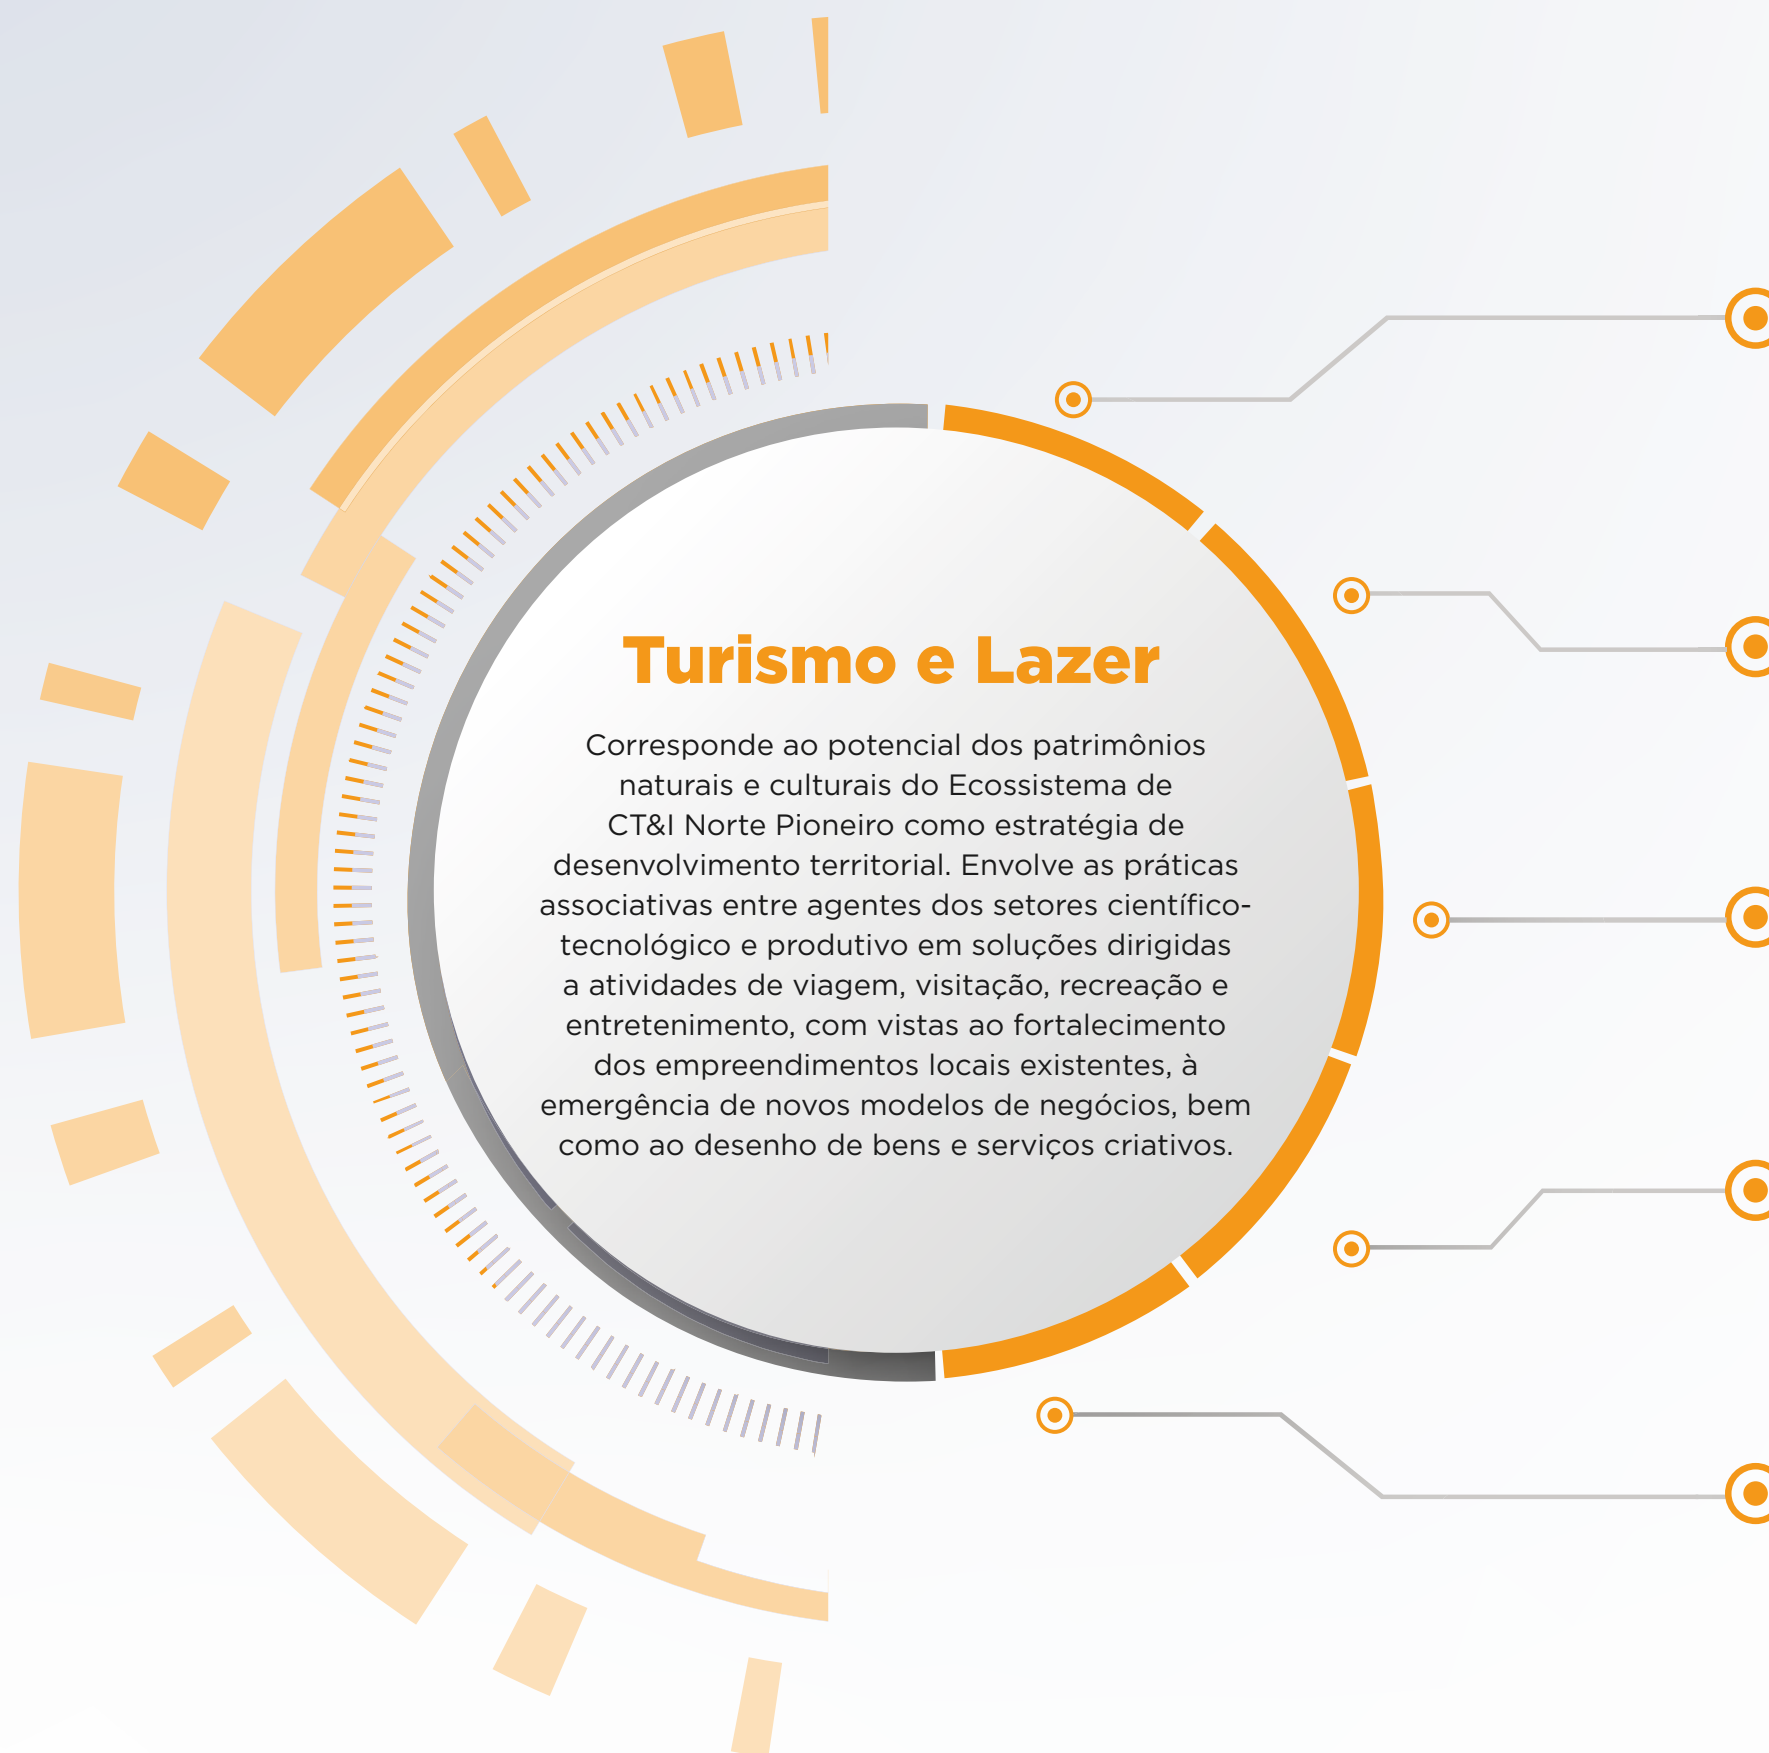 Turismo e Lazer
Corresponde ao potencial dos patrimônios
naturais e culturais do Ecossistema de
CT&I Norte Pioneiro como estratégia de
desenvolvimento territorial. Envolve as práticas
associativas entre agentes dos setores científico-
tecnológico e produtivo em soluções dirigidas
a atividades de viagem, visitação, recreação e
entretenimento, com vistas ao fortalecimento
dos empreendimentos locais existentes, à
emergência de novos modelos de negócios, bem
como ao desenho de bens e serviços criativos.